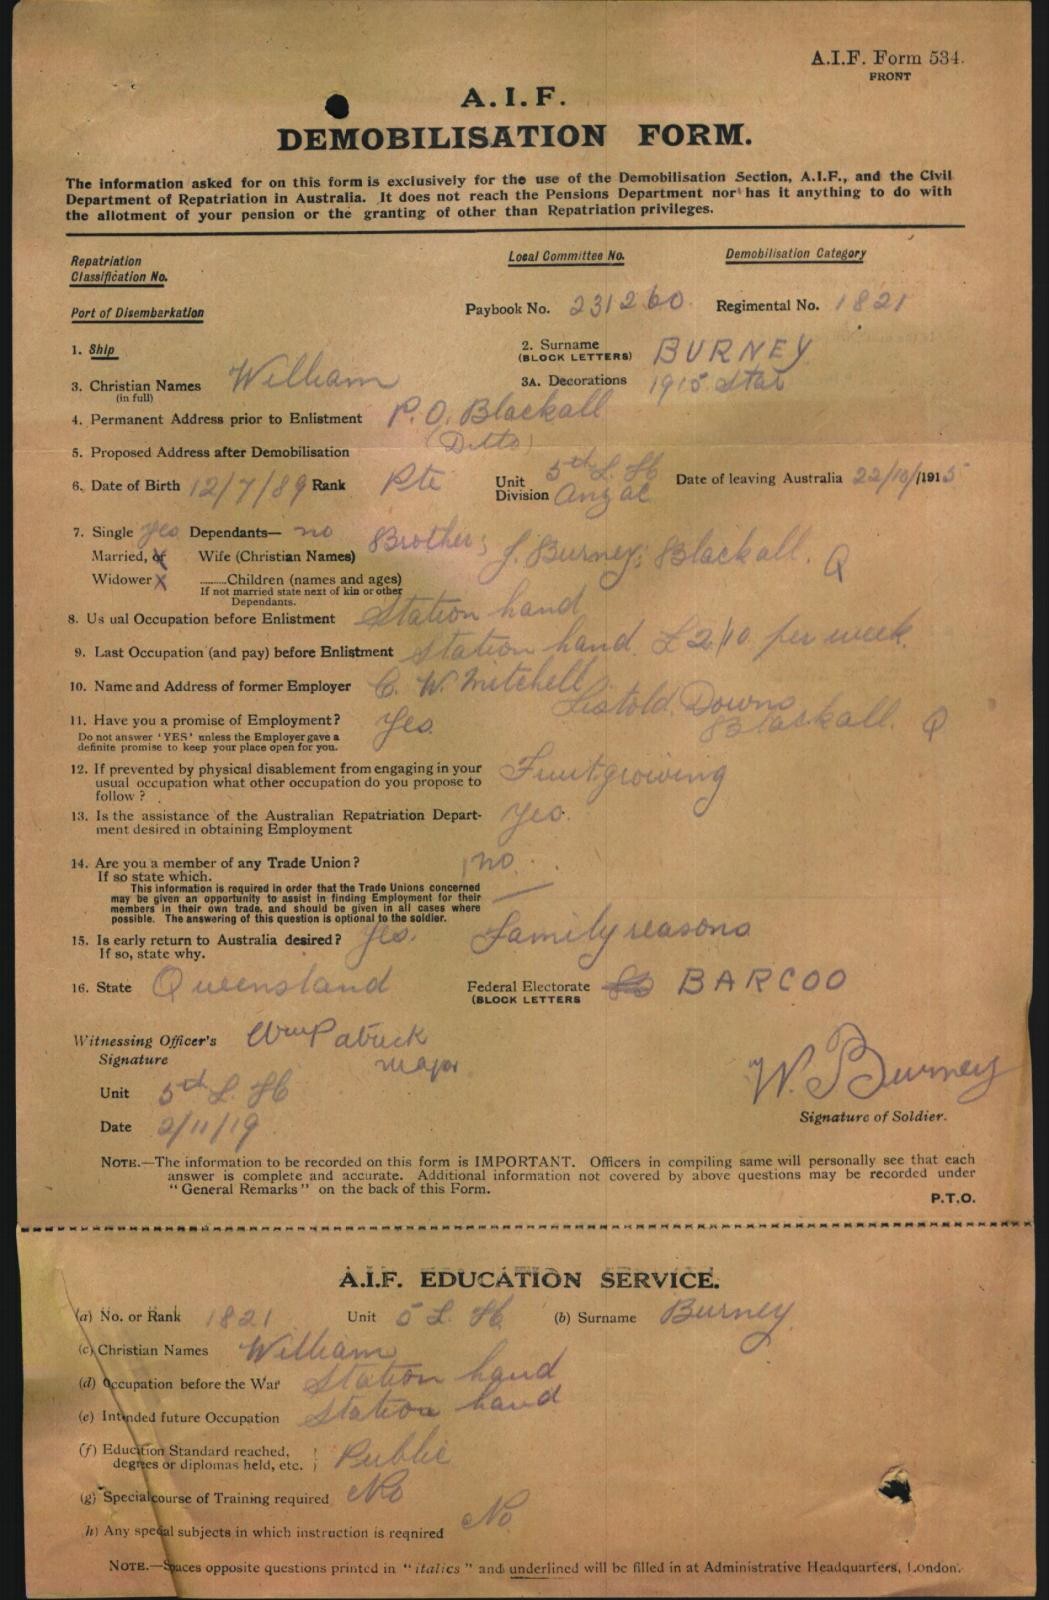 A.I.F. Form 534.
FRONT
A.I.F.
DEMOBILISATION FORM.
The information asked for on this form is exclusively for the use of the Demobilisation Section, A.I.F., and the Civil
Department of Repatriation in Australia. It does not reach the Pensions Department nor has it anything to do with
the allotment of your pension or the granting of other than Repatriation privileges.
Repatriation
Classification No.
Local Committee No.
Demobilisation Category
Port of Disembarkation
Paybook No. 231260 Regimental No. 1821
1. Ship
2. Surname
(BLOCK LETTERS) BURNEY
3. Christian Names William
(in full)
3A. Decorations 1915 Star
4. Permanent Address prior to Enlistment P.O. Blackall
5. Proposed Address after Demobilisation (Ditto)
6. Date of Birth 12/7/89 Rank Pte
Unit 5th L. H.
Division Anzac
Date of leaving Australia 22/10/1915
7. Single Yes Dependants— no Brother; J. Burney; Blackall. Q
Married, or Wife (Christian Names)
Widower X .........Children (names and ages)
If not married state next of kin or other
Dependants.
8. Us ual Occupation before Enlistment Station hand
9. Last Occupation (and pay) before Enlistment Station hand. £2/10 per week.
10. Name and Address of former Employer C. W. Mitchell
Downs
Blackall. Q
11. Have you a promise of Employment? Yes.
Do not answer 'YES' unless the Employer gave a
definite promise to keep your place open for you.
12. If prevented by physical disablement from engaging in your
usual occupation what other occupation do you propose to
follow? Fruitgrowing
13. Is the assistance of the Australian Repatriation Depart-
ment desired in obtaining Employment Yes.
14. Are you a member of any Trade Union? no.
If so state which. —
This information is required in order that the Trade Unions concerned
may be given an opportunity to assist in finding Employment for their
members in their own trade, and should be given in all cases where
possible. The answering of this question is optional to the soldier.
15. Is early return to Australia desired? Yes. Family reasons
If so, state why.
16. State Queensland
Federal Electorate BARCOO
(BLOCK LETTERS
Witnessing Officer's
Signature
Major
W. Burney
Signature of Soldier.
Unit 5th L. H
Date 2/11/19
NOTE.—The information to be recorded on this form is IMPORTANT. Officers in compiling same will personally see that each
answer is complete and accurate. Additional information not covered by above questions may be recorded under
"General Remarks" on the back of this Form.
P.T.O.
A.I.F. EDUCATION SERVICE.
(a) No. or Rank 1821 Unit 5 L. H. (b) Surname Burney
(c) Christian Names William
(d) Occupation before the War Station hand
(e) Intended future Occupation Station hand
(f) Education Standard reached,
degrees or diplomas held, etc. } Public
(g) Special course of Training required No
h) Any special subjects in which instruction is reqnired No
NOTE.—Spaces opposite questions printed in "italics" and underlined will be filled in at Administrative Headquarters, London.